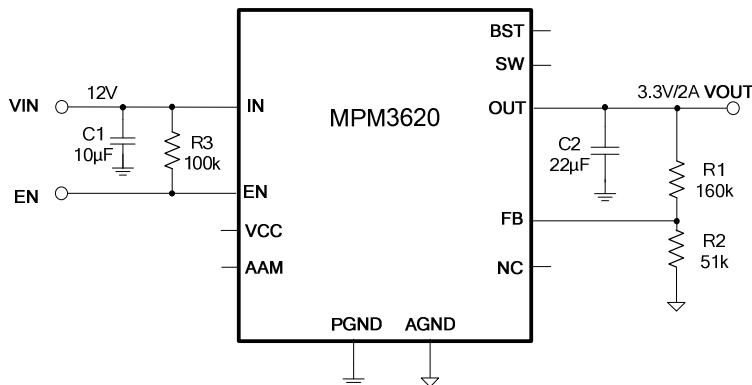 BST
SW
12V
3.3V/2A VOUT
VIN
IN
OUT
MPM3620
C1
10µF
R3
100k
C2
22µF
R1
160k
EN
EN
FB
VCC
R2
51k
AAM
NC
PGND
AGND